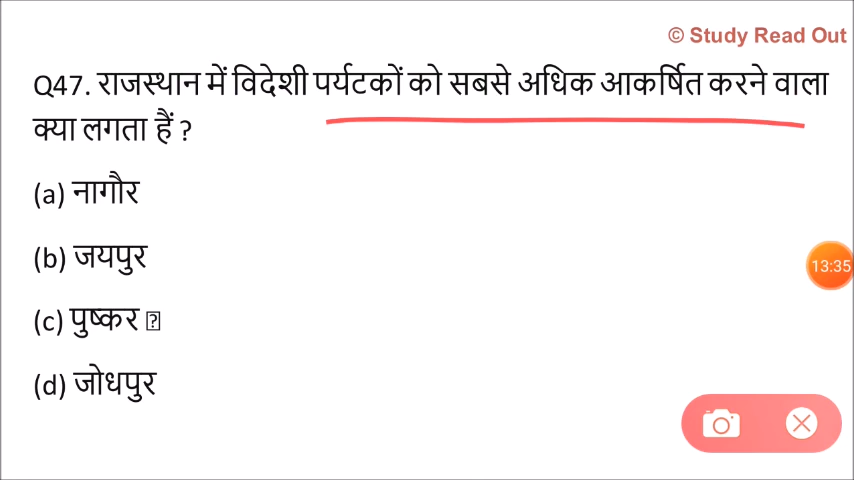 © Study Read Out
Q47. राजस्थान में विदेशी पर्यटकों को सबसे अधिक आकर्षित करने वाला
क्या लगता हैं ?
(a) नागौर
(b) जयपुर
13:35
(c) पुष्कर
(d) जोधपुर